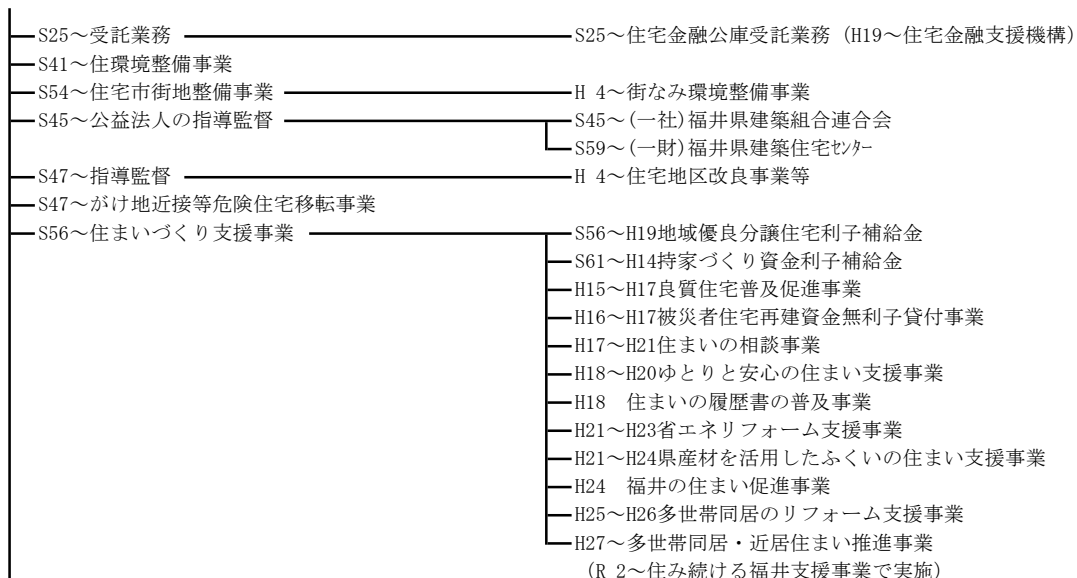 S25～受託業務 S25～住宅金融公庫受託業務 (H19～住宅金融支援機構)
S41～住環境整備事業
S54～住宅市街地整備事業 H 4～街なみ環境整備事業
S45～公益法人の指導監督 S45～(一社)福井県建築組合連合会
S59～(一財)福井県建築住宅ｾﾝﾀｰ
S47～指導監督 H 4～住宅地区改良事業等
S47～がけ地近接等危険住宅移転事業
S56～住まいづくり支援事業 S56～H19地域優良分譲住宅利子補給金
S61～H14持家づくり資金利子補給金
H15～H17良質住宅普及促進事業
H16～H17被災者住宅再建資金無利子貸付事業
H17～H21住まいの相談事業
H18～H20ゆとりと安心の住まい支援事業
H18　住まいの履歴書の普及事業
H21～H23省エネリフォーム支援事業
H21～H24県産材を活用したふくいの住まい支援事業
H24　福井の住まい促進事業
H25～H26多世帯同居のリフォーム支援事業
H27～多世帯同居・近居住まい推進事業
(R 2～住み続ける福井支援事業で実施)